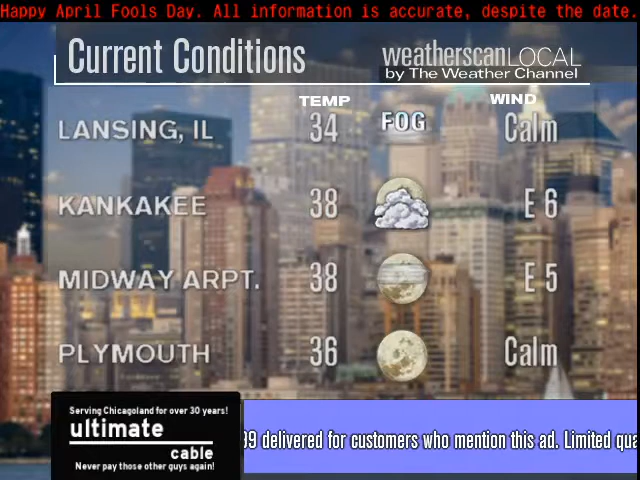 Happy April Fools Day. All information is accurate, despite the date.
Current Conditions
weatherscanLOCAL
by The Weather Channel
TEMP WIND
LANSING, IL 34 FOG Calm
KANKAKEE 38 E 6
MIDWAY ARPT. 38 E 5
PLYMOUTH 36 Calm
Serving Chicagoland for over 30 years!
ultimate
cable
Never pay those other guys again!
99 delivered for customers who mention this ad. Limited qua